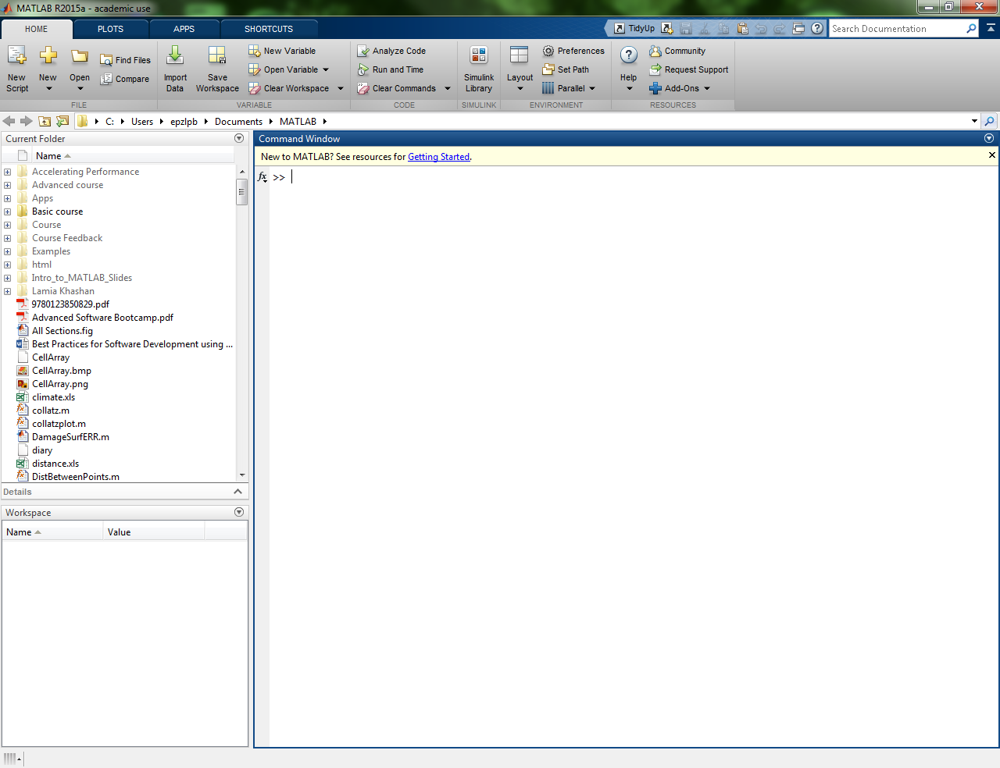 MATLAB R2015a - academic use
HOME PLOTS APPS SHORTCUTS TidyUp Search Documentation
New Script New Open Find Files Compare
FILE
Import Data Save Workspace New Variable Open Variable Clear Workspace
VARIABLE
Analyze Code Run and Time Clear Commands
CODE
Simulink Library
SIMULINK
Layout Preferences Set Path Parallel
ENVIRONMENT
Help Community Request Support Add-Ons
RESOURCES
C: Users epzlpb Documents MATLAB
Current Folder
Name
Accelerating Performance
Advanced course
Apps
Basic course
Course
Course Feedback
Examples
html
Intro_to_MATLAB_Slides
Lamia Khashan
9780123850829.pdf
Advanced Software Bootcamp.pdf
All Sections.fig
Best Practices for Software Development using ...
CellArray
CellArray.bmp
CellArray.png
climate.xls
collatz.m
collatzplot.m
DamageSurfERR.m
diary
distance.xls
DistBetweenPoints.m
Details
Workspace
Name Value
Command Window
New to MATLAB? See resources for Getting Started.
fx >>